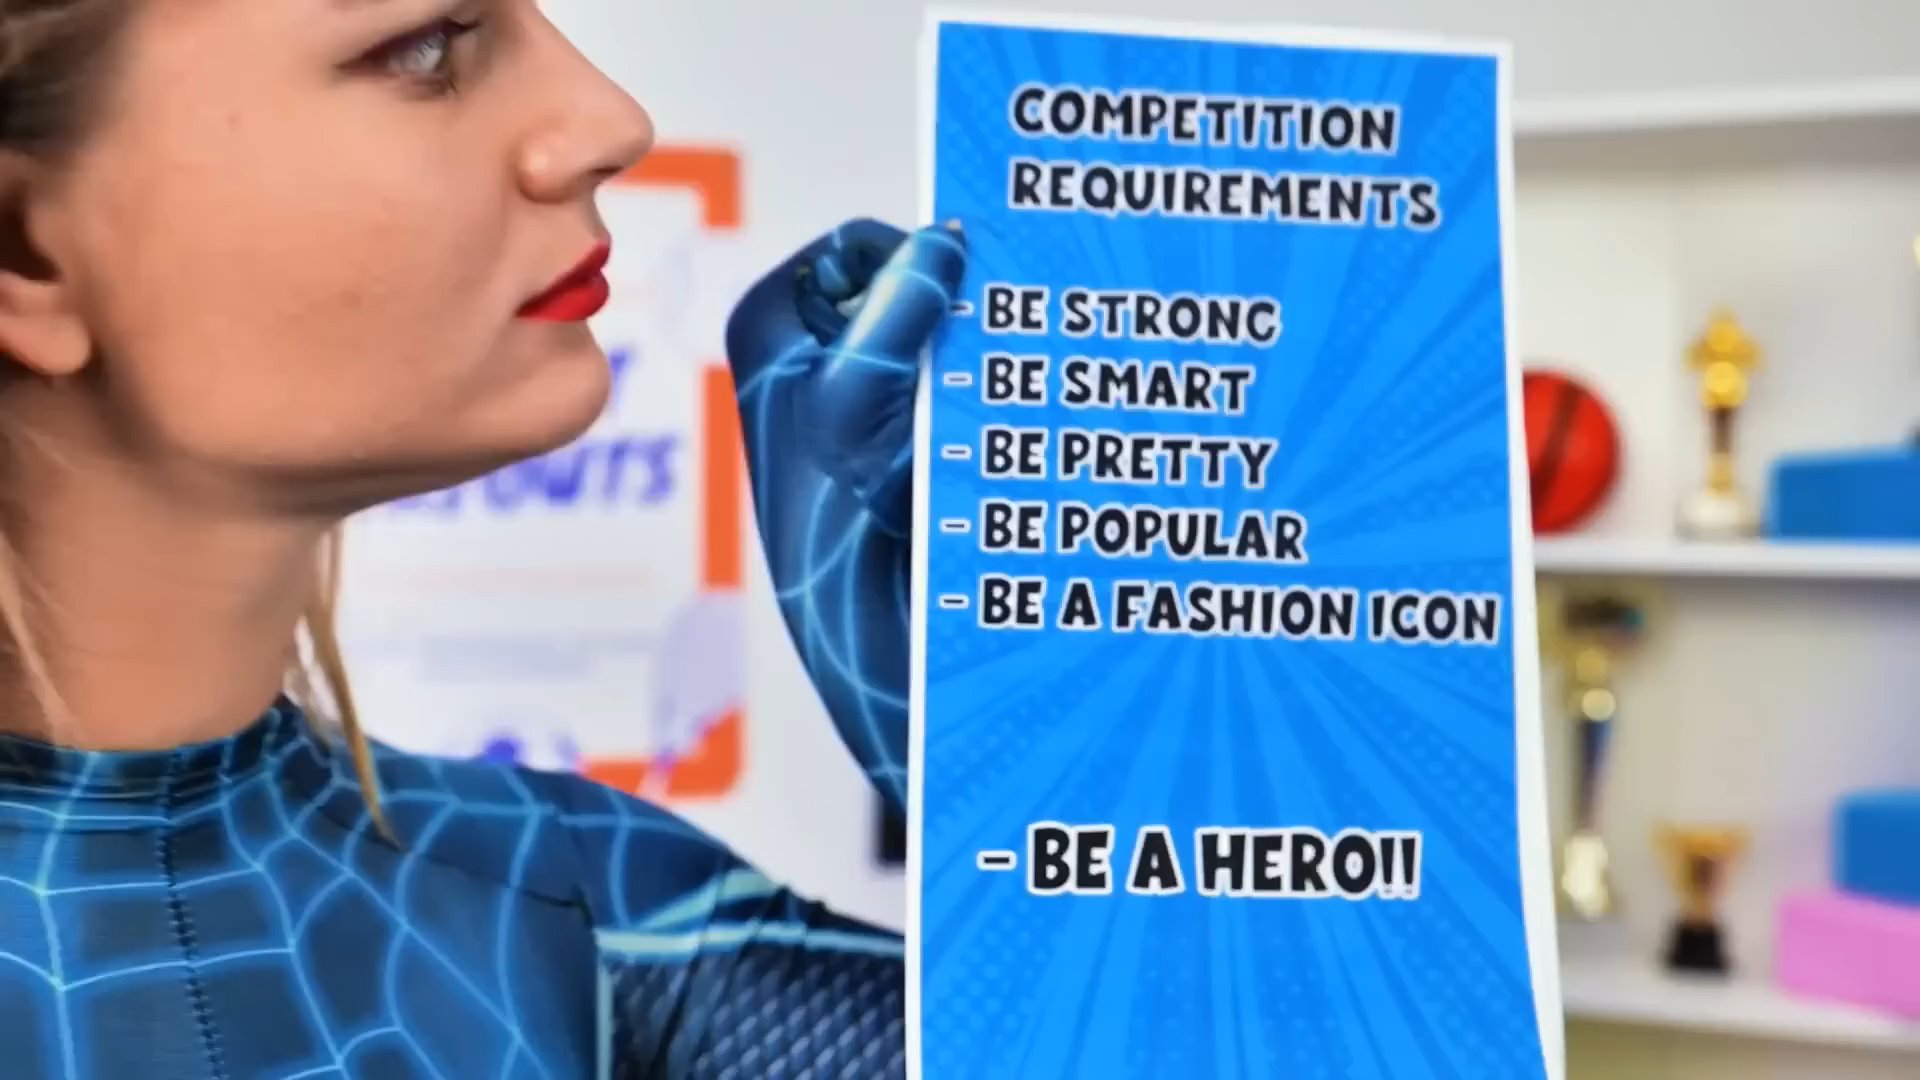 COMPETITION
REQUIREMENTS
- BE STRONG
- BE SMART
- BE PRETTY
- BE POPULAR
- BE A FASHION ICON
- BE A HERO!!